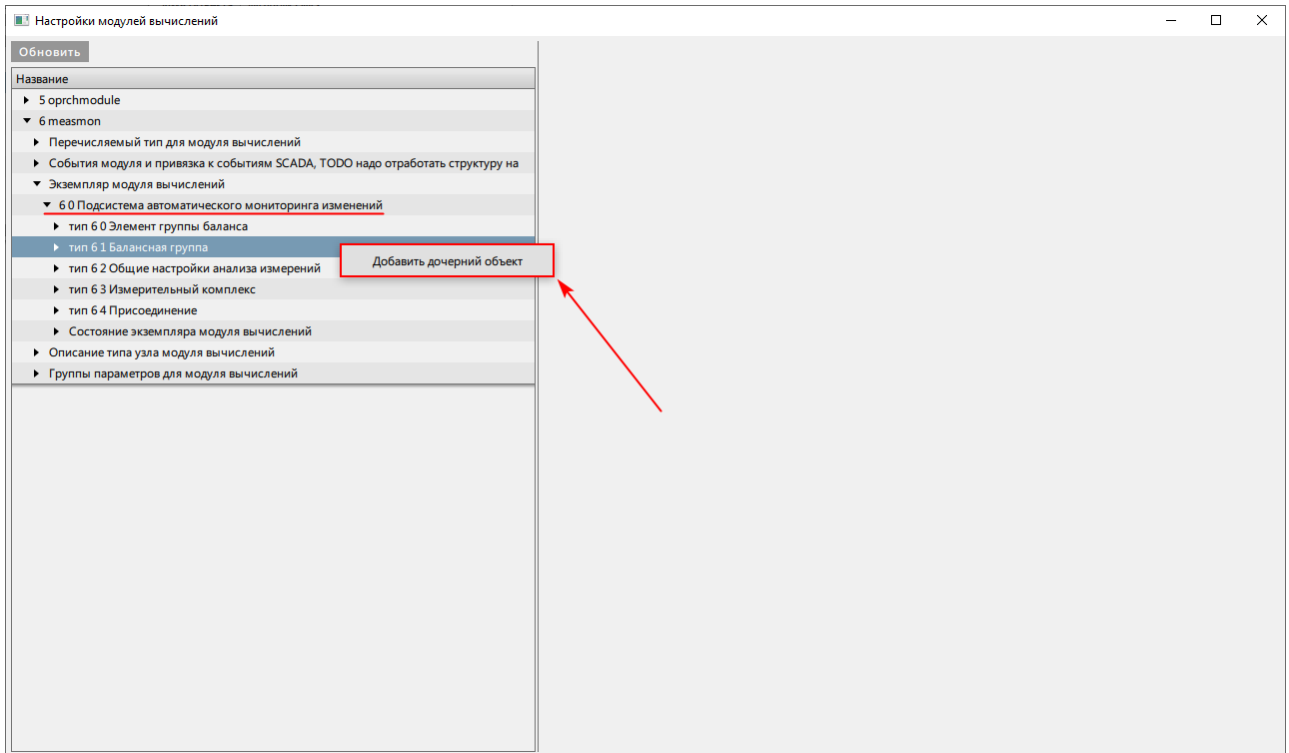 Настройки модулей вычислений
Обновить
Название
5 oprchmodule
6 measmon
Перечисляемый тип для модуля вычислений
События модуля и привязка к событиям SCADA, TODO надо отработать структуру на
Экземпляр модуля вычислений
6 0 Подсистема автоматического мониторинга изменений
тип 6 0 Элемент группы баланса
тип 6 1 Балансная группа
Добавить дочерний объект
тип 6 2 Общие настройки анализа измерений
тип 6 3 Измерительный комплекс
тип 6 4 Присоединение
Состояние экземпляра модуля вычислений
Описание типа узла модуля вычислений
Группы параметров для модуля вычислений